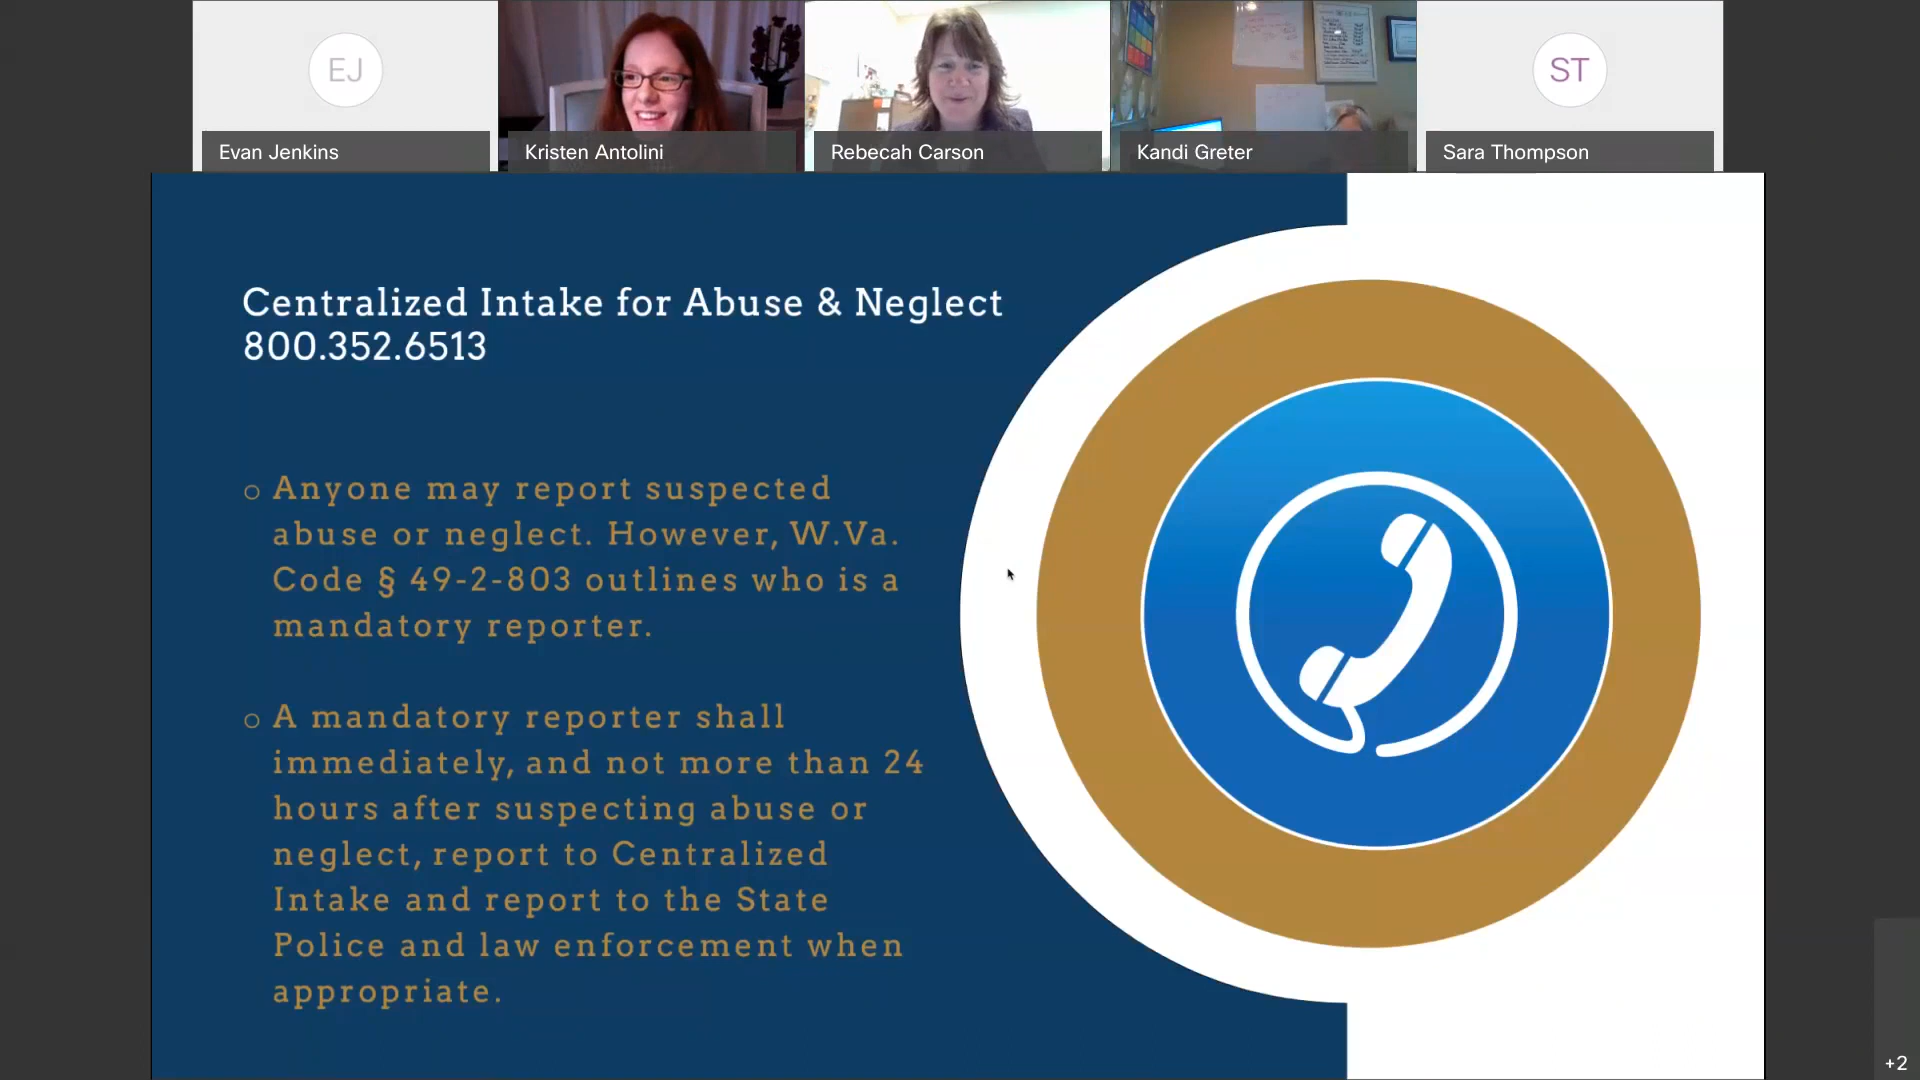 EJ
ST
Evan Jenkins
Kristen Antolini
Rebecah Carson
Kandi Greter
Sara Thompson
Centralized Intake for Abuse & Neglect
800.352.6513
o Anyone may report suspected
abuse or neglect. However, W.Va.
Code § 49-2-803 outlines who is a
mandatory reporter.
o A mandatory reporter shall
immediately, and not more than 24
hours after suspecting abuse or
neglect, report to Centralized
Intake and report to the State
Police and law enforcement when
appropriate.
+2